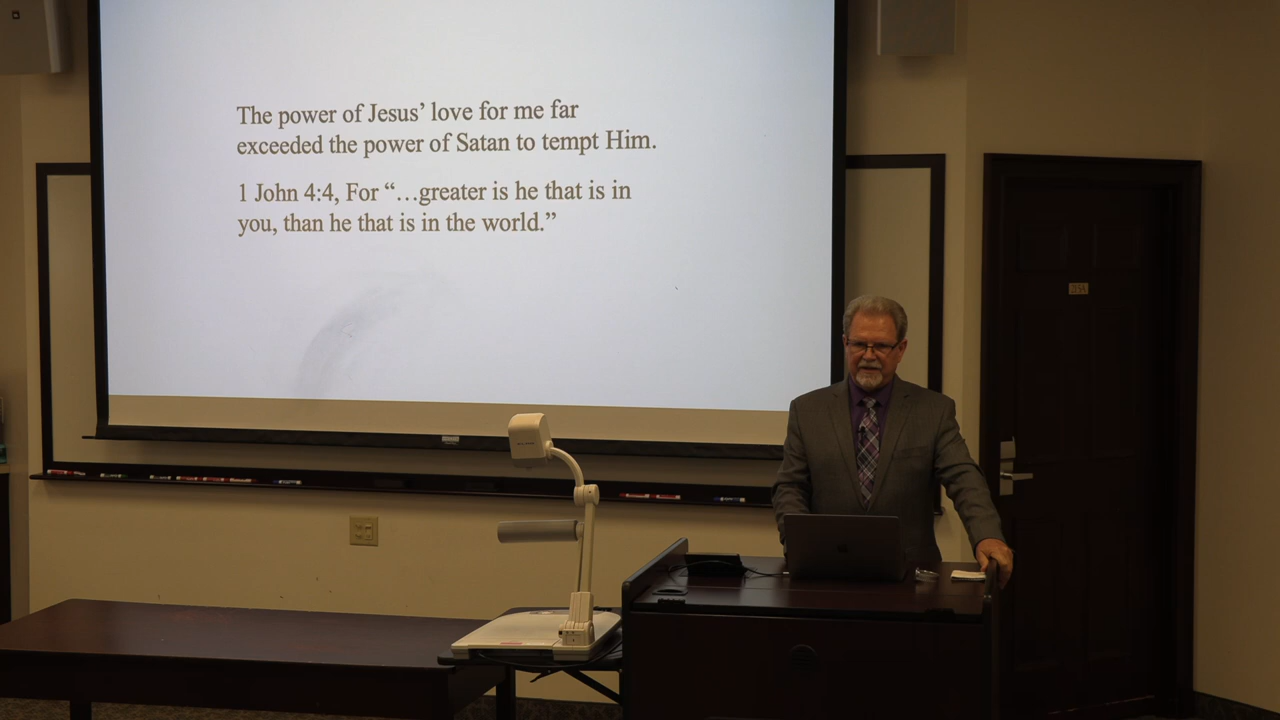 The power of Jesus’ love for me far
exceeded the power of Satan to tempt Him.
1 John 4:4, For “…greater is he that is in
you, than he that is in the world.”